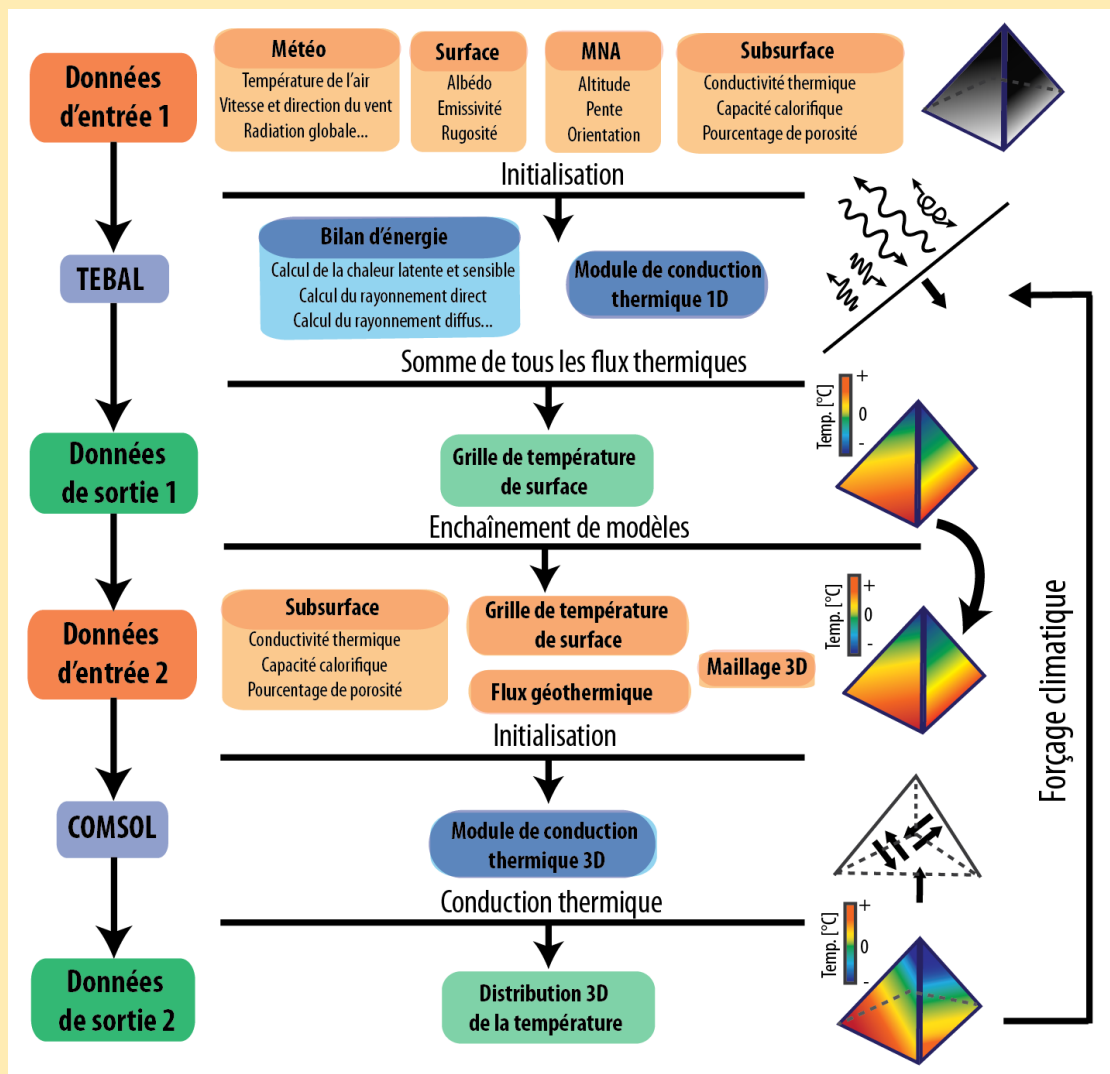 Données
d'entrée 1
Météo
Température de l'air
Vitesse et direction du vent
Radiation globale...
Surface
Albédo
Emissivité
Rugosité
MNA
Altitude
Pente
Orientation
Subsurface
Conductivité thermique
Capacité calorifique
Pourcentage de porosité
Initialisation
TEBAL
Bilan d'énergie
Calcul de la chaleur latente et sensible
Calcul du rayonnement direct
Calcul du rayonnement diffus...
Module de conduction
thermique 1D
Somme de tous les flux thermiques
Données
de sortie 1
Grille de température
de surface
Temp. [°C]
+
0
-
Enchaînement de modèles
Données
d'entrée 2
Subsurface
Conductivité thermique
Capacité calorifique
Pourcentage de porosité
Grille de température
de surface
Flux géothermique
Maillage 3D
Temp. [°C]
+
0
-
Initialisation
COMSOL
Module de conduction
thermique 3D
Conduction thermique
Données
de sortie 2
Distribution 3D
de la température
Temp. [°C]
+
0
-
Forçage climatique